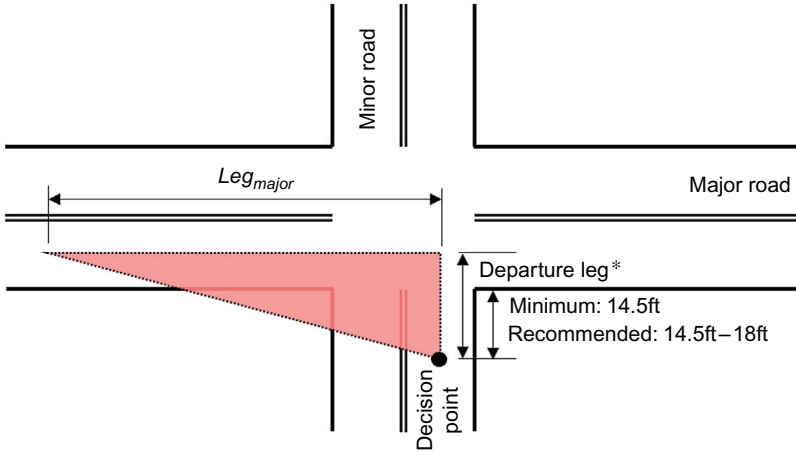 Minor road
Leg_major
Major road
Departure leg*
Minimum: 14.5ft
Recommended: 14.5ft–18ft
Decision
point